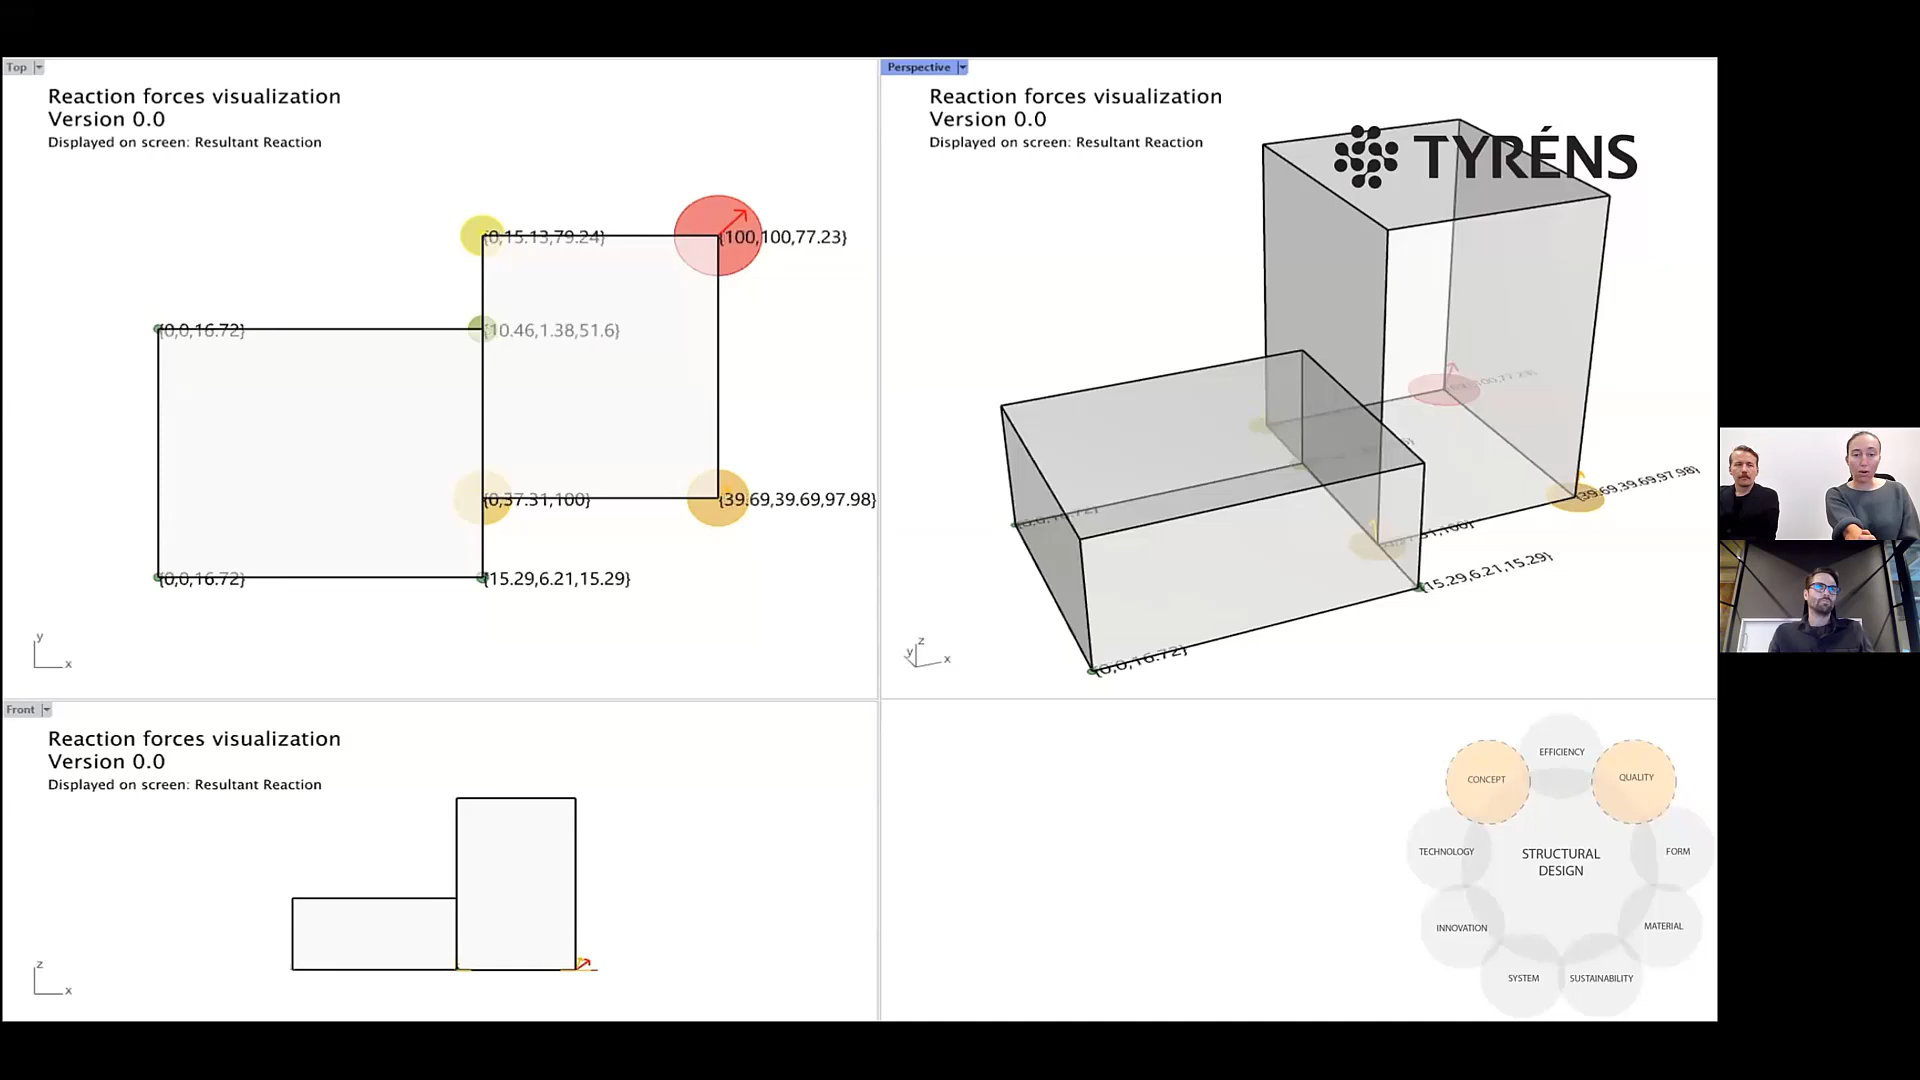 Top
Reaction forces visualization
Version 0.0
Displayed on screen: Resultant Reaction
{0,15.13,79.24}
{100,100,77.23}
{0,0,16.72}
{10.46,1.38,51.6}
{0,37.31,100}
{39.69,39.69,97.98}
{0,0,16.72}
{15.29,6.21,15.29}
y
x
Perspective
Reaction forces visualization
Version 0.0
Displayed on screen: Resultant Reaction
TYRÉNS
{39.69,39.69,97.98}
{15.29,6.21,15.29}
{0,0,16.72}
z
y
x
Front
Reaction forces visualization
Version 0.0
Displayed on screen: Resultant Reaction
z
x
EFFICIENCY
CONCEPT
QUALITY
TECHNOLOGY
STRUCTURAL
DESIGN
FORM
INNOVATION
MATERIAL
SYSTEM
SUSTAINABILITY